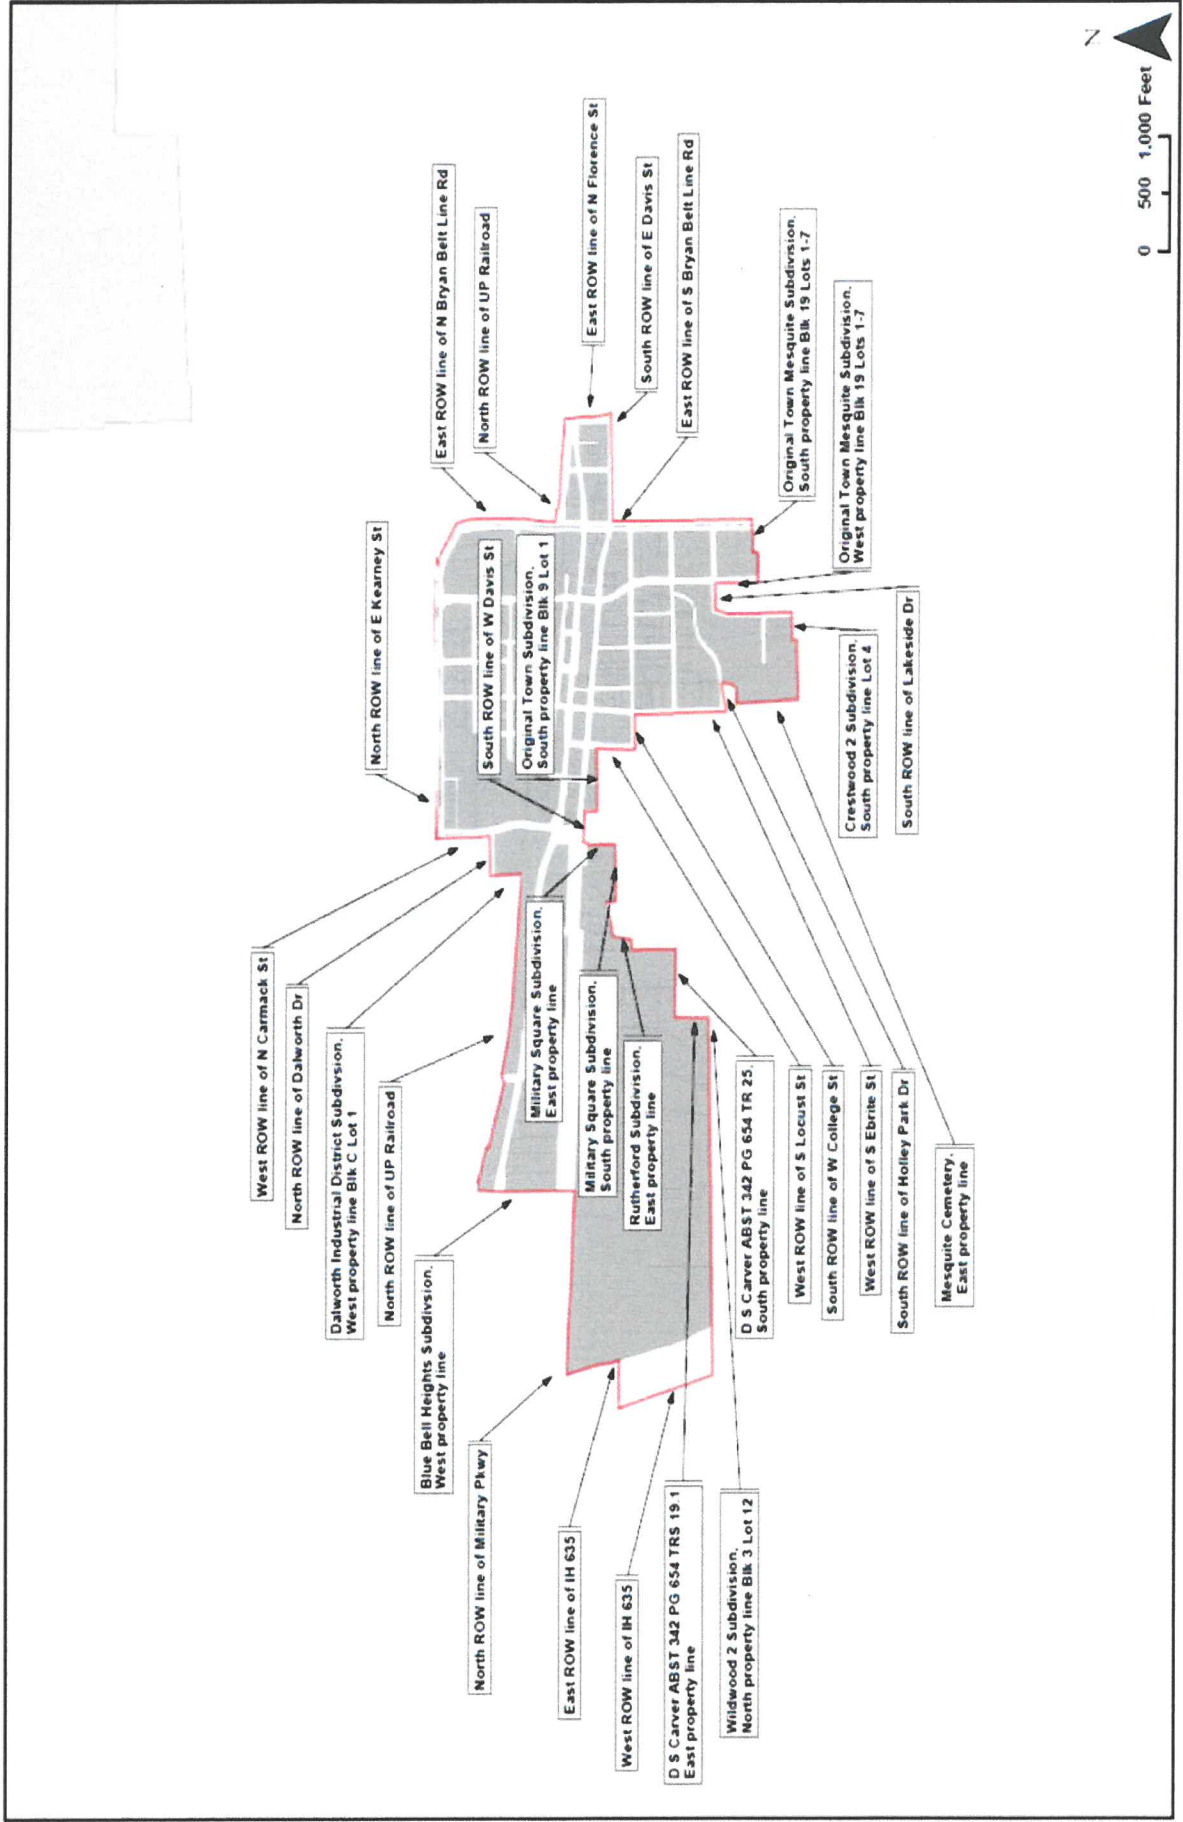 West ROW line of N Carmack St
North ROW line of Dalworth Dr
Dalworth Industrial District Subdivsion.
West property line Blk C Lot 1
North ROW line of UP Railroad
Blue Bell Heights Subdivsion.
West property line
North ROW line of Military Pkwy
East ROW line of IH 635
West ROW line of IH 635
D S Carver ABST 342 PG 654 TRS 19.1
East property line
Wildwood 2 Subdivision.
North property line Blk 3 Lot 12
North ROW line of E Kearney St
East ROW line of N Bryan Belt Line Rd
North ROW line of UP Railroad
East ROW line of N Florence St
South ROW line of E Davis St
East ROW line of S Bryan Belt Line Rd
Original Town Mesquite Subdivision.
South property line Blk 19 Lots 1-7
Original Town Mesquite Subdivision.
West property line Blk 19 Lots 1-7
South ROW line of Lakeside Dr
Crestwood 2 Subdivision.
South property line Lot 4
South ROW line of W Davis St
Original Town Subdivision.
South property line Blk 9 Lot 1
Military Square Subdivision.
East property line
Military Square Subdivision.
South property line
Rutherford Subdivision.
East property line
D S Carver ABST 342 PG 654 TR 25.
South property line
West ROW line of S Locust St
South ROW line of W College St
West ROW line of S Ebrite St
South ROW line of Holley Park Dr
Mesquite Cemetery.
East property line
0 500 1.000 Feet
N